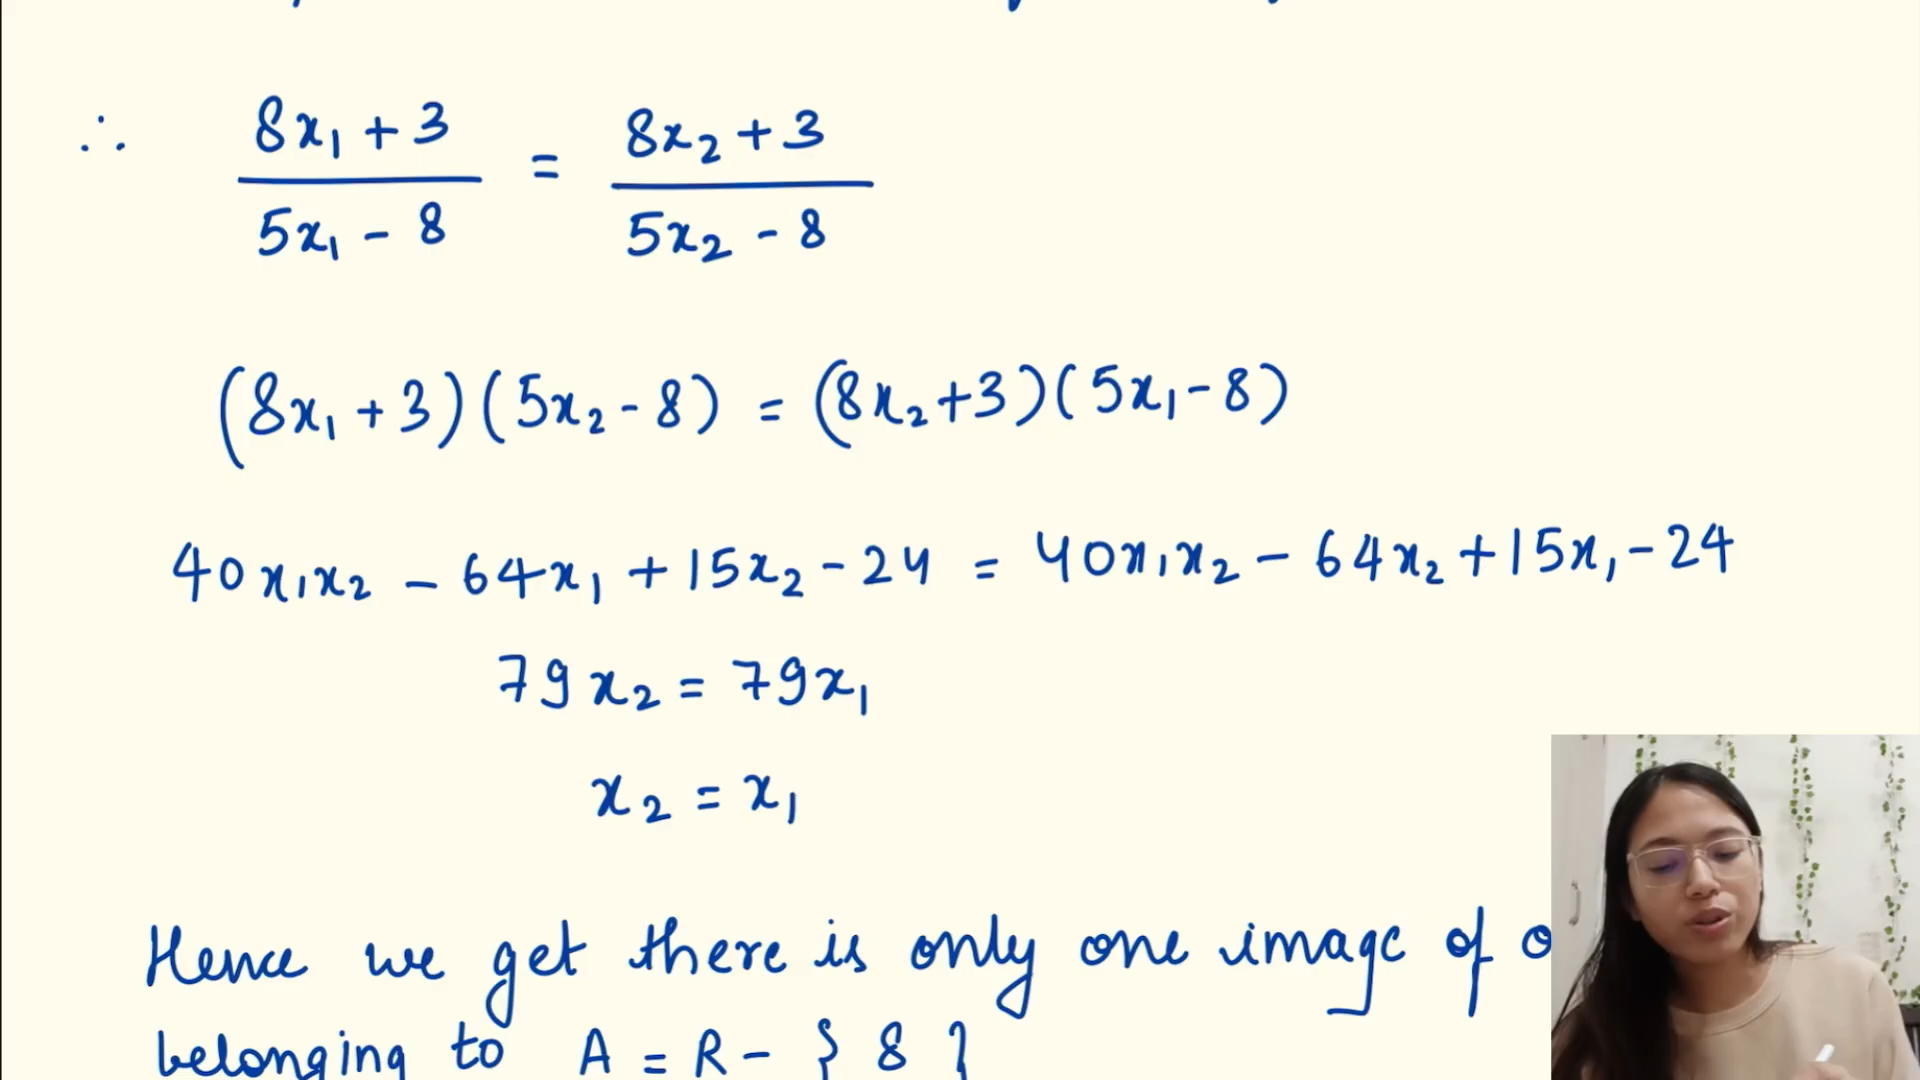 ∴ (8x₁ + 3)/(5x₁ - 8) = (8x₂ + 3)/(5x₂ - 8)
(8x₁ + 3)(5x₂ - 8) = (8x₂ + 3)(5x₁ - 8)
40x₁x₂ - 64x₁ + 15x₂ - 24 = 40x₁x₂ - 64x₂ + 15x₁ - 24
79x₂ = 79x₁
x₂ = x₁
Hence we get there is only one image of
belonging to A = R - { 8 }